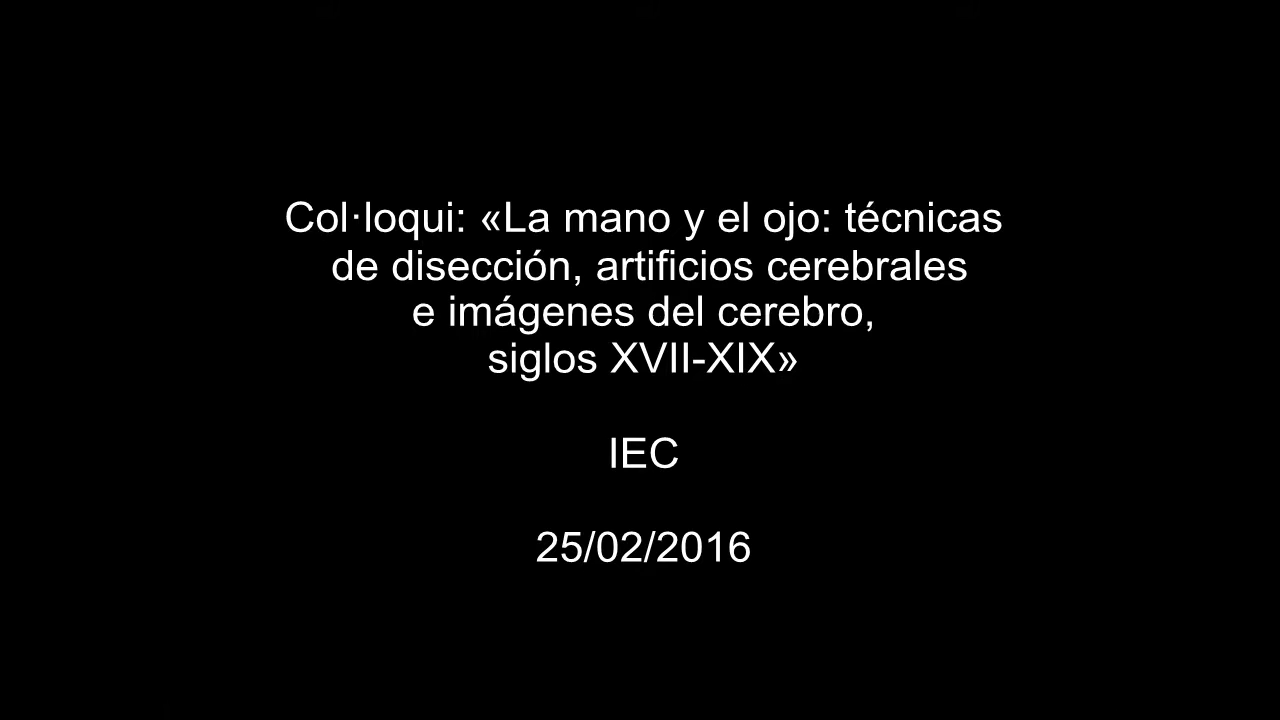 Col·loqui: «La mano y el ojo: técnicas
de disección, artificios cerebrales
e imágenes del cerebro,
siglos XVII-XIX»
IEC
25/02/2016